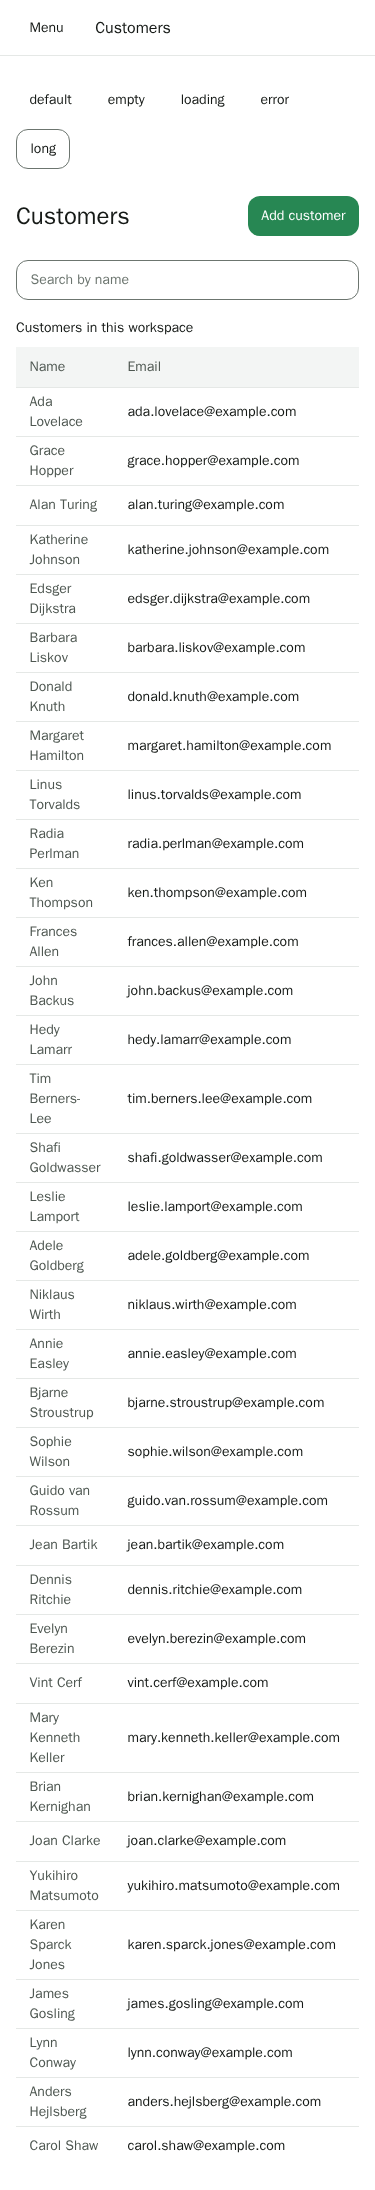 Menu Customers
default empty loading error
long
Customers Add customer
Search by name
Customers in this workspace
Name Email
Ada
Lovelace ada.lovelace@example.com
Grace
Hopper grace.hopper@example.com
Alan Turing alan.turing@example.com
Katherine
Johnson katherine.johnson@example.com
Edsger
Dijkstra edsger.dijkstra@example.com
Barbara
Liskov barbara.liskov@example.com
Donald
Knuth donald.knuth@example.com
Margaret
Hamilton margaret.hamilton@example.com
Linus
Torvalds linus.torvalds@example.com
Radia
Perlman radia.perlman@example.com
Ken
Thompson ken.thompson@example.com
Frances
Allen frances.allen@example.com
John
Backus john.backus@example.com
Hedy
Lamarr hedy.lamarr@example.com
Tim
Berners-
Lee tim.berners.lee@example.com
Shafi
Goldwasser shafi.goldwasser@example.com
Leslie
Lamport leslie.lamport@example.com
Adele
Goldberg adele.goldberg@example.com
Niklaus
Wirth niklaus.wirth@example.com
Annie
Easley annie.easley@example.com
Bjarne
Stroustrup bjarne.stroustrup@example.com
Sophie
Wilson sophie.wilson@example.com
Guido van
Rossum guido.van.rossum@example.com
Jean Bartik jean.bartik@example.com
Dennis
Ritchie dennis.ritchie@example.com
Evelyn
Berezin evelyn.berezin@example.com
Vint Cerf vint.cerf@example.com
Mary
Kenneth
Keller mary.kenneth.keller@example.com
Brian
Kernighan brian.kernighan@example.com
Joan Clarke joan.clarke@example.com
Yukihiro
Matsumoto yukihiro.matsumoto@example.com
Karen
Sparck
Jones karen.sparck.jones@example.com
James
Gosling james.gosling@example.com
Lynn
Conway lynn.conway@example.com
Anders
Hejlsberg anders.hejlsberg@example.com
Carol Shaw carol.shaw@example.com